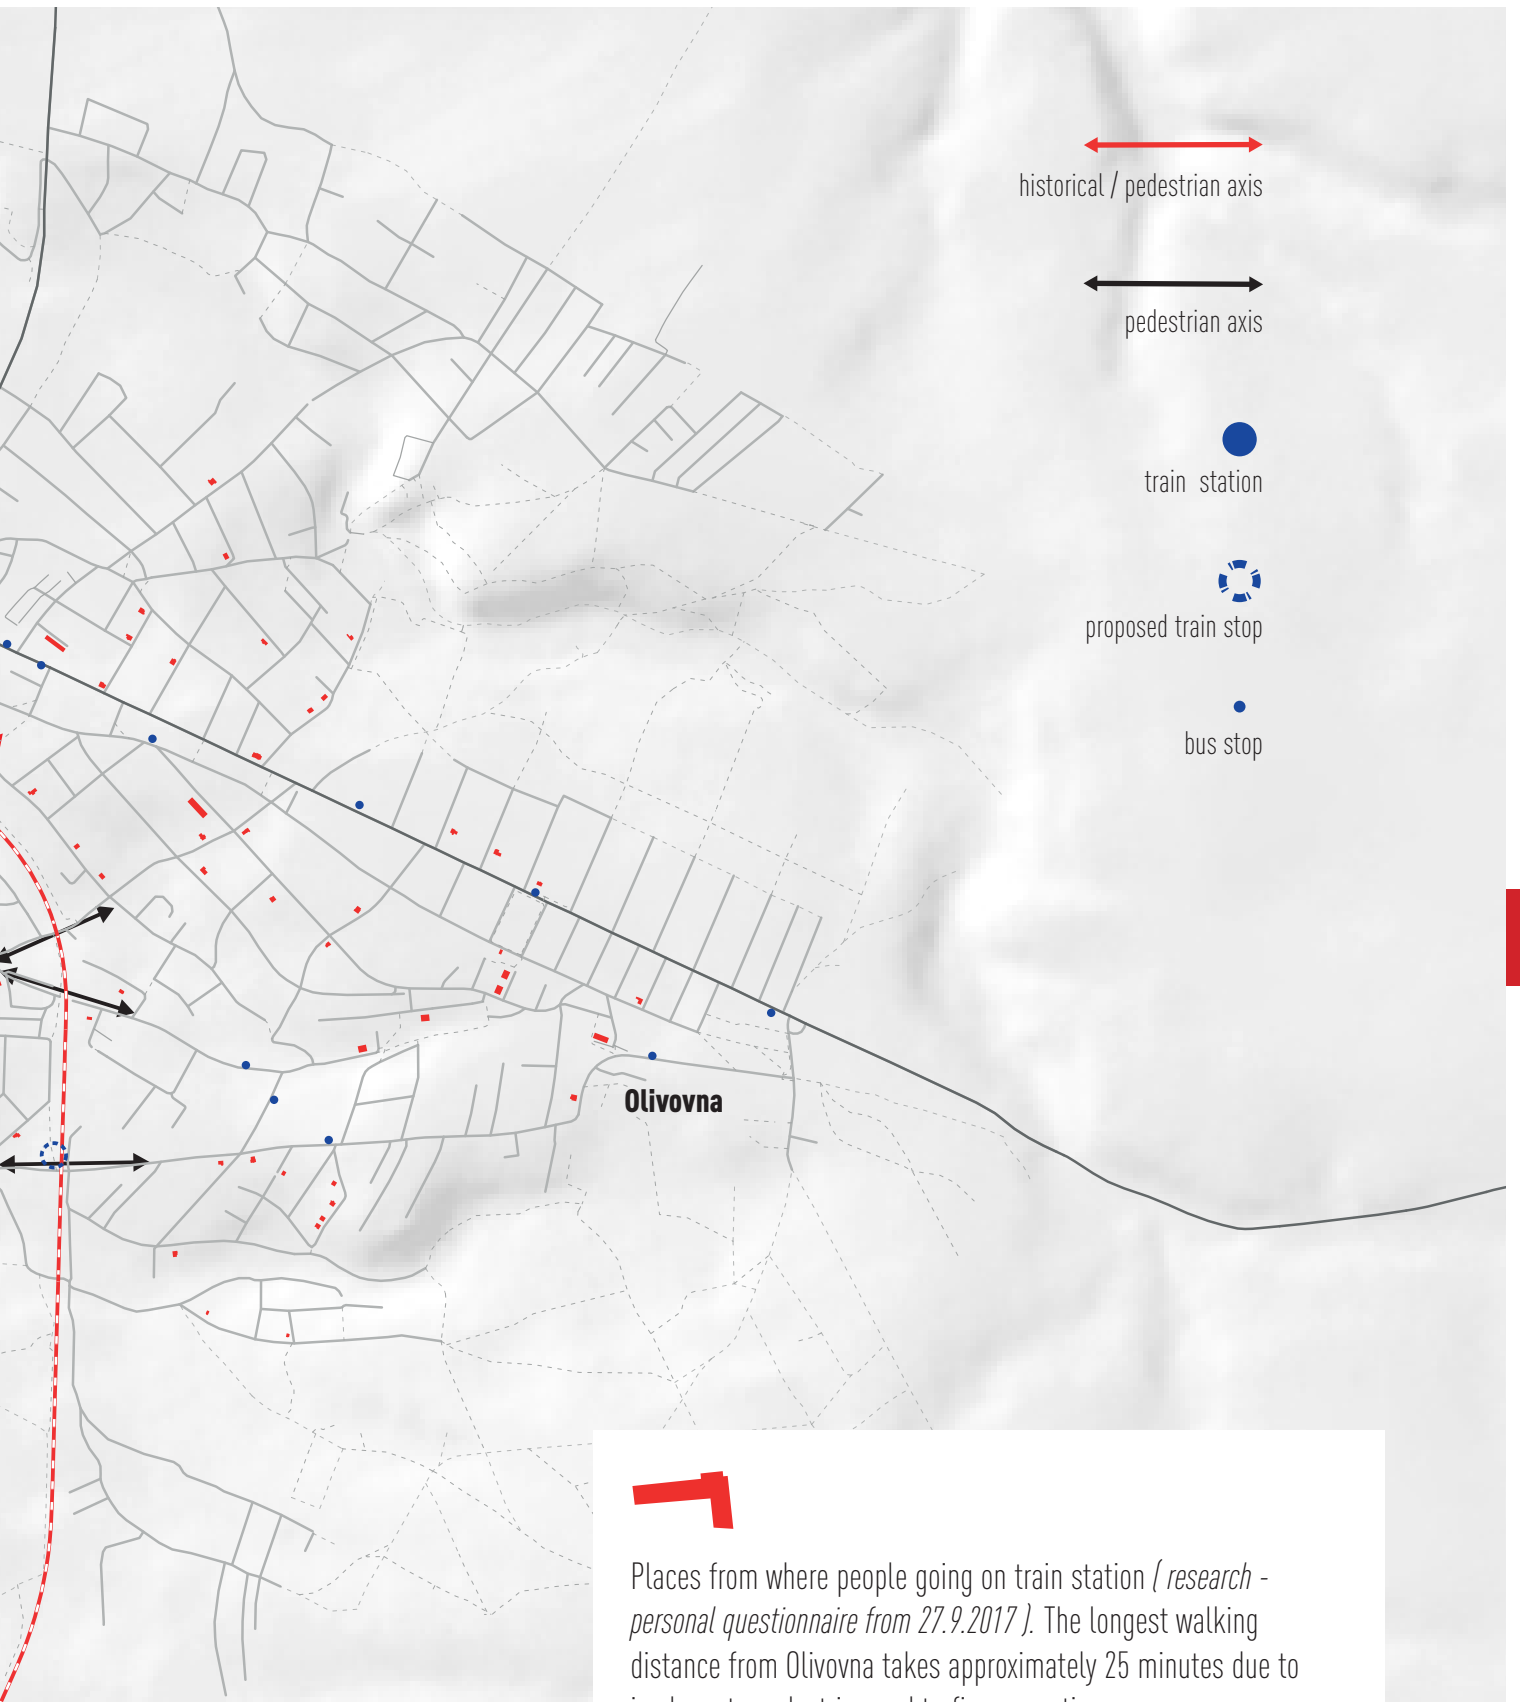 historical / pedestrian axis
pedestrian axis
train station
proposed train stop
bus stop
Olivovna
Places from where people going on train station ( research -
personal questionnaire from 27.9.2017 ). The longest walking
distance from Olivovna takes approximately 25 minutes due to